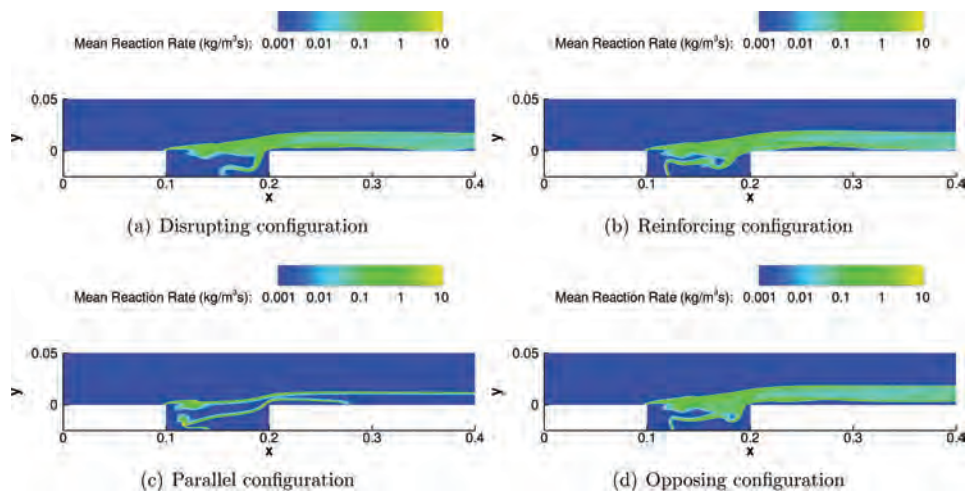 Mean Reaction Rate (kg/m³s): 0.001 0.01 0.1 1 10
0.05
y
0
0 0.1 0.2 0.3 0.4
x
(a) Disrupting configuration
Mean Reaction Rate (kg/m³s): 0.001 0.01 0.1 1 10
0.05
y
0
0 0.1 0.2 0.3 0.4
x
(b) Reinforcing configuration
Mean Reaction Rate (kg/m³s): 0.001 0.01 0.1 1 10
0.05
y
0
0 0.1 0.2 0.3 0.4
x
(c) Parallel configuration
Mean Reaction Rate (kg/m³s): 0.001 0.01 0.1 1 10
0.05
y
0
0 0.1 0.2 0.3 0.4
x
(d) Opposing configuration